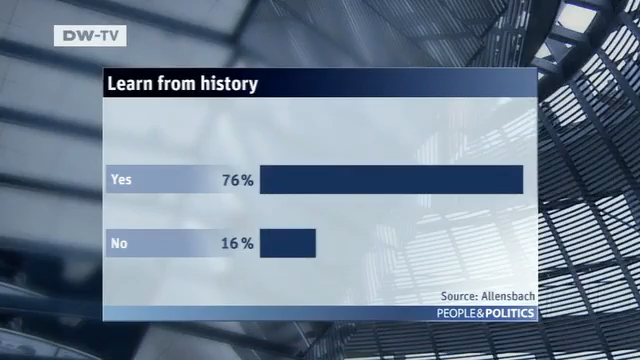 DW-TV
Learn from history
Yes 76%
No 16%
Source: Allensbach
PEOPLE&POLITICS